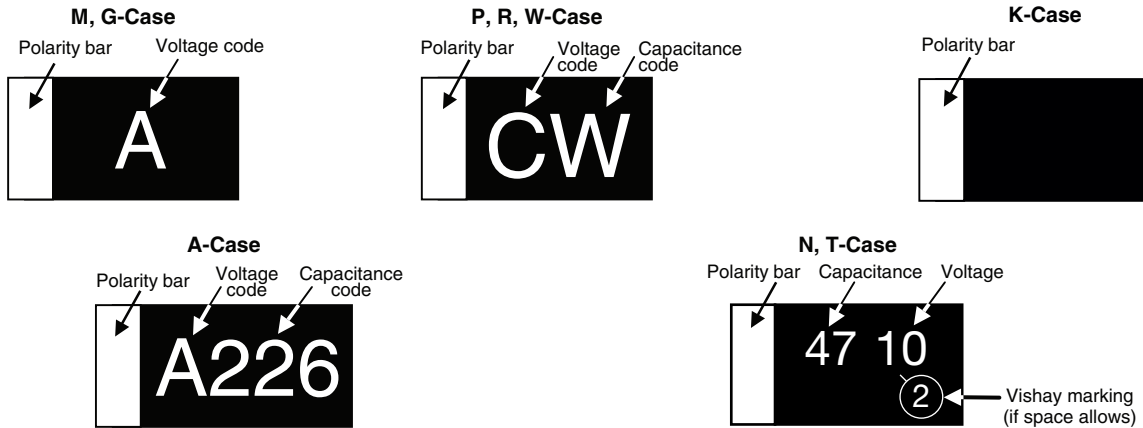 M, G-Case
Polarity bar
Voltage code
A
P, R, W-Case
Polarity bar
Voltage
code
Capacitance
code
CW
K-Case
Polarity bar
A-Case
Polarity bar
Voltage
code
Capacitance
code
A226
N, T-Case
Polarity bar
Capacitance
Voltage
47 10
2
Vishay marking
(if space allows)